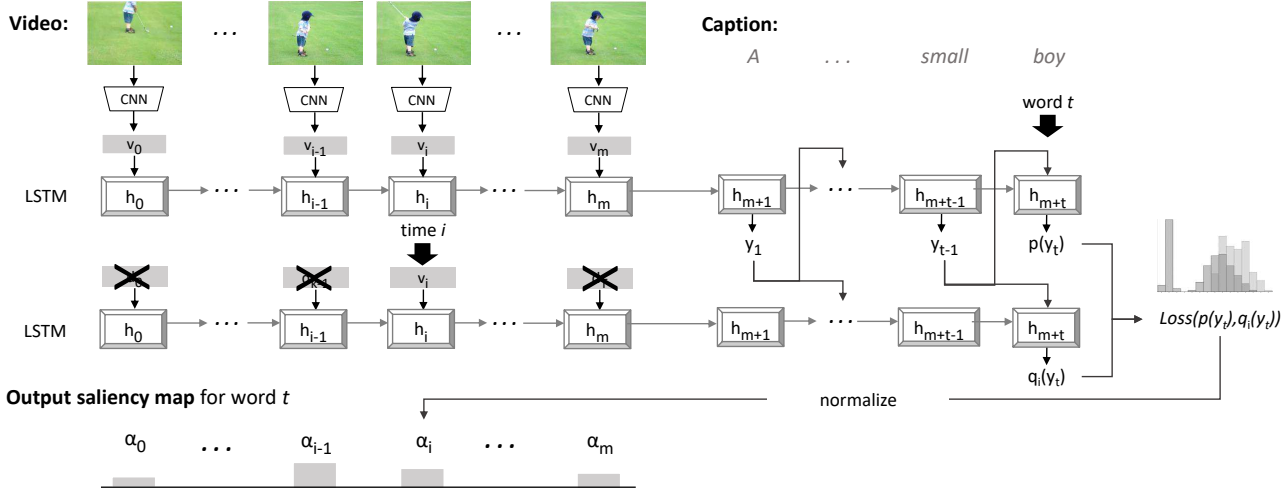 Video: . . . . . . Caption:
A . . . small boy
CNN CNN CNN CNN
word t
v0 vi-1 vi vm
LSTM h0 . . . hi-1 hi . . . hm hm+1 . . . hm+t-1 hm+t
time i
y1 yt-1 p(yt)
vi
LSTM h0 . . . hi-1 hi . . . hm hm+1 . . . hm+t-1 hm+t
Loss(p(yt),qi(yt))
qi(yt)
Output saliency map for word t
normalize
α0 . . . αi-1 αi . . . αm